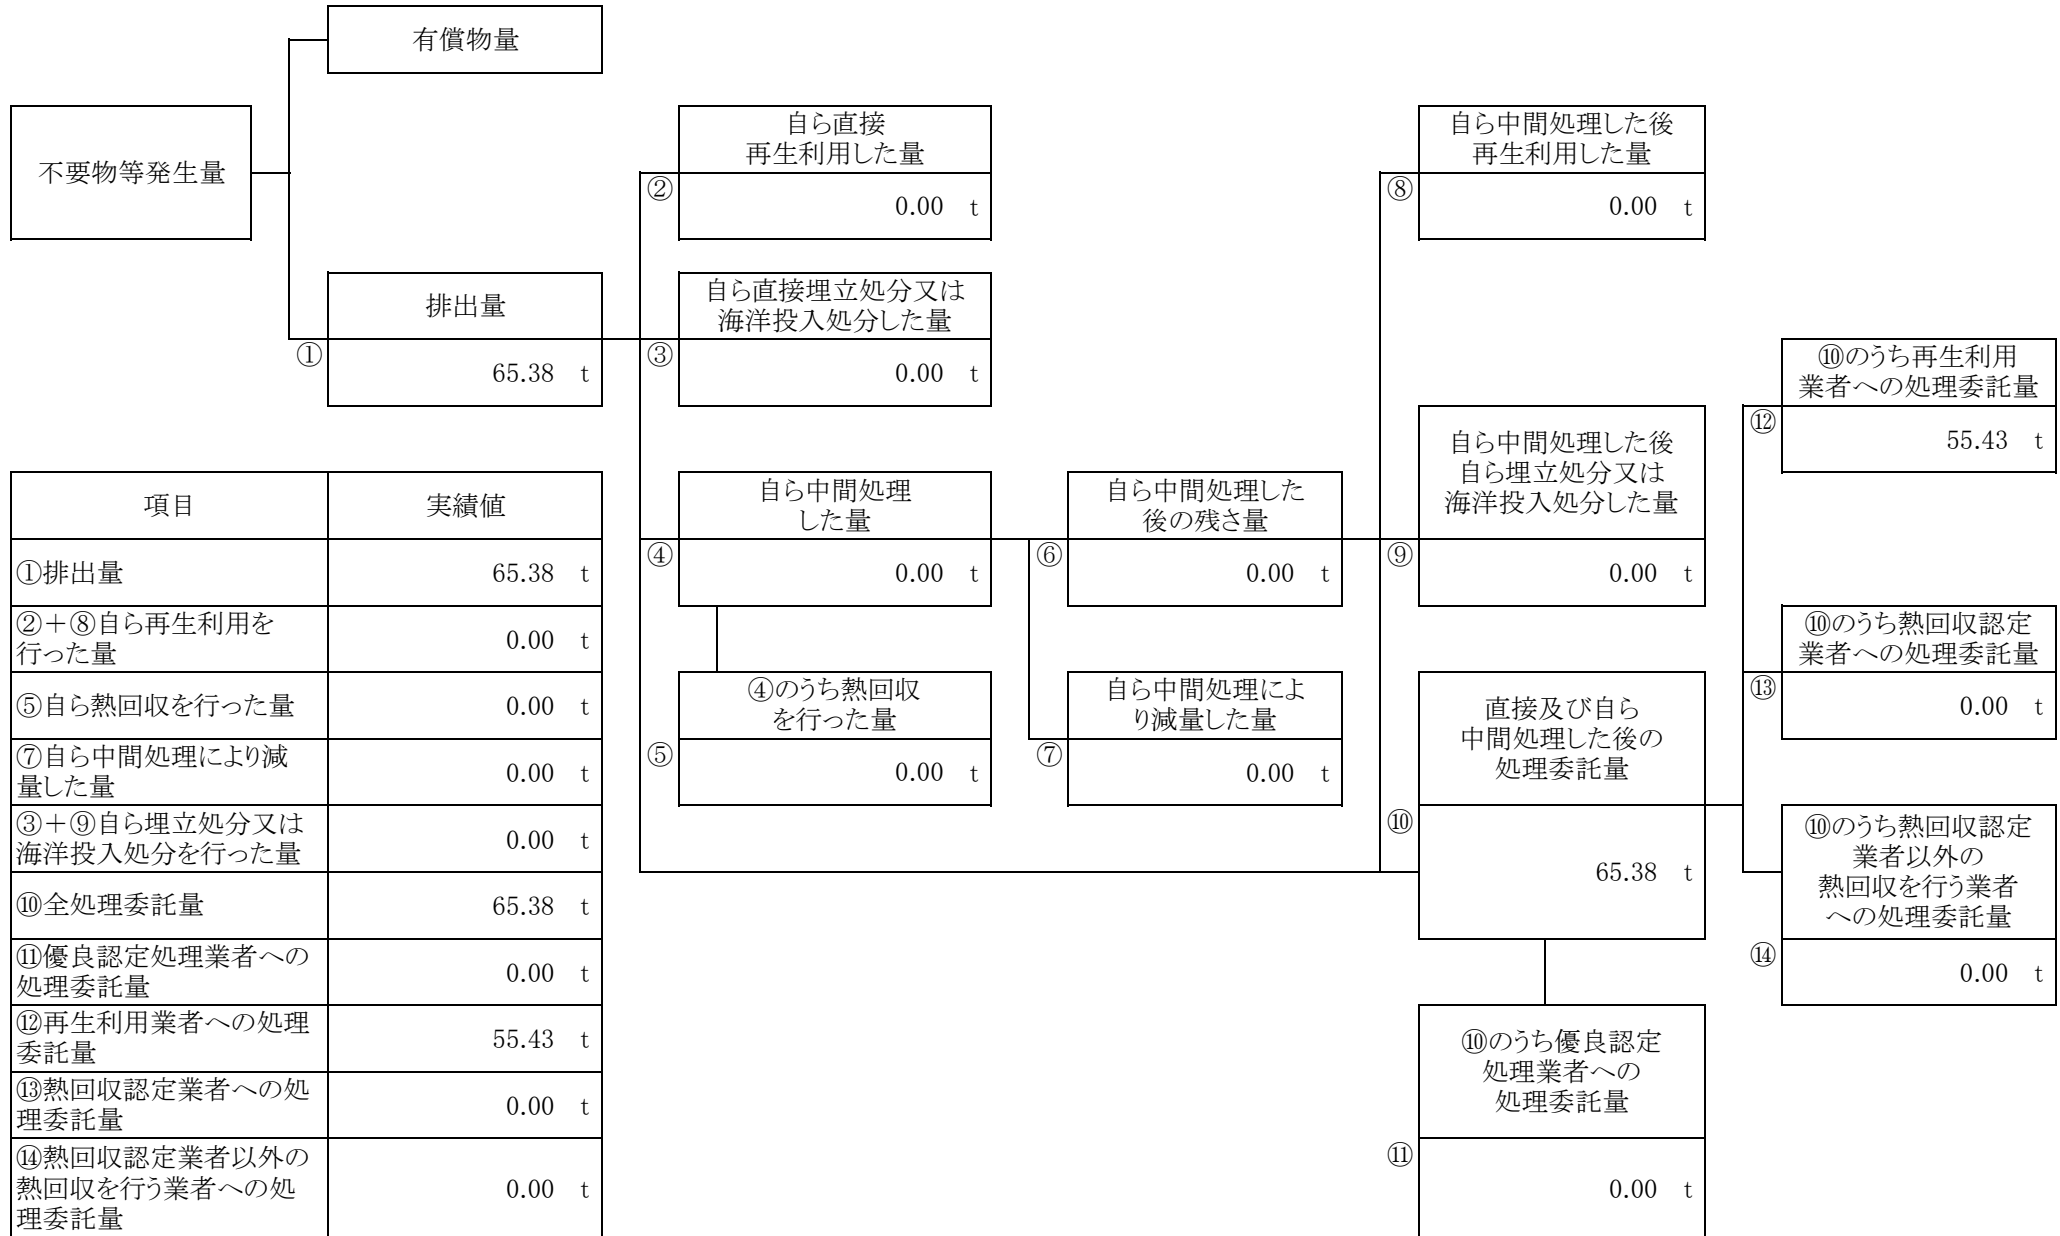 有償物量
不要物等発生量
自ら直接
再生利用した量
②
0.00 t
自ら中間処理した後
再生利用した量
⑧
0.00 t
排出量
①
65.38 t
自ら直接埋立処分又は
海洋投入処分した量
③
0.00 t
⑩のうち再生利用
業者への処理委託量
⑫
55.43 t
自ら中間処理
した量
④
0.00 t
自ら中間処理した
後の残さ量
⑥
0.00 t
自ら中間処理した後
自ら埋立処分又は
海洋投入処分した量
⑨
0.00 t
⑩のうち熱回収認定
業者への処理委託量
⑬
0.00 t
④のうち熱回収
を行った量
⑤
0.00 t
自ら中間処理によ
り減量した量
⑦
0.00 t
直接及び自ら
中間処理した後の
処理委託量
⑩
65.38 t
⑩のうち熱回収認定
業者以外の
熱回収を行う業者
への処理委託量
⑭
0.00 t
⑩のうち優良認定
処理業者への
処理委託量
⑪
0.00 t
項目 実績値
①排出量 65.38 t
②＋⑧自ら再生利用を
行った量 0.00 t
⑤自ら熱回収を行った量 0.00 t
⑦自ら中間処理により減
量した量 0.00 t
③＋⑨自ら埋立処分又は
海洋投入処分を行った量 0.00 t
⑩全処理委託量 65.38 t
⑪優良認定処理業者への
処理委託量 0.00 t
⑫再生利用業者への処理
委託量 55.43 t
⑬熱回収認定業者への処
理委託量 0.00 t
⑭熱回収認定業者以外の
熱回収を行う業者への処
理委託量 0.00 t